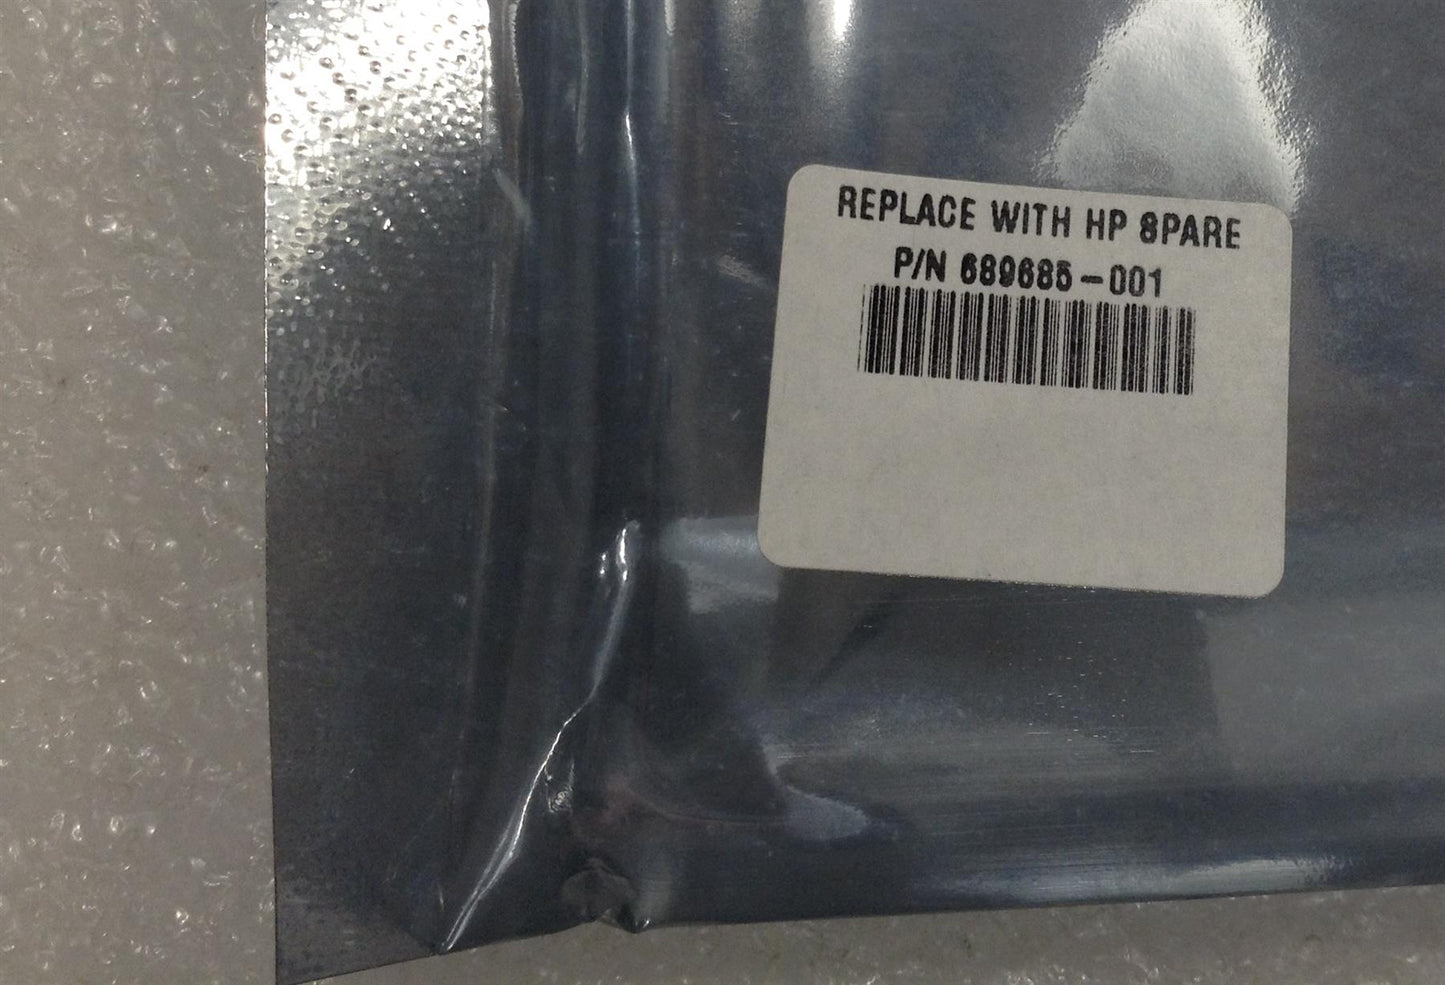 REPLACE WITH HP SPARE
P/N 689685-001